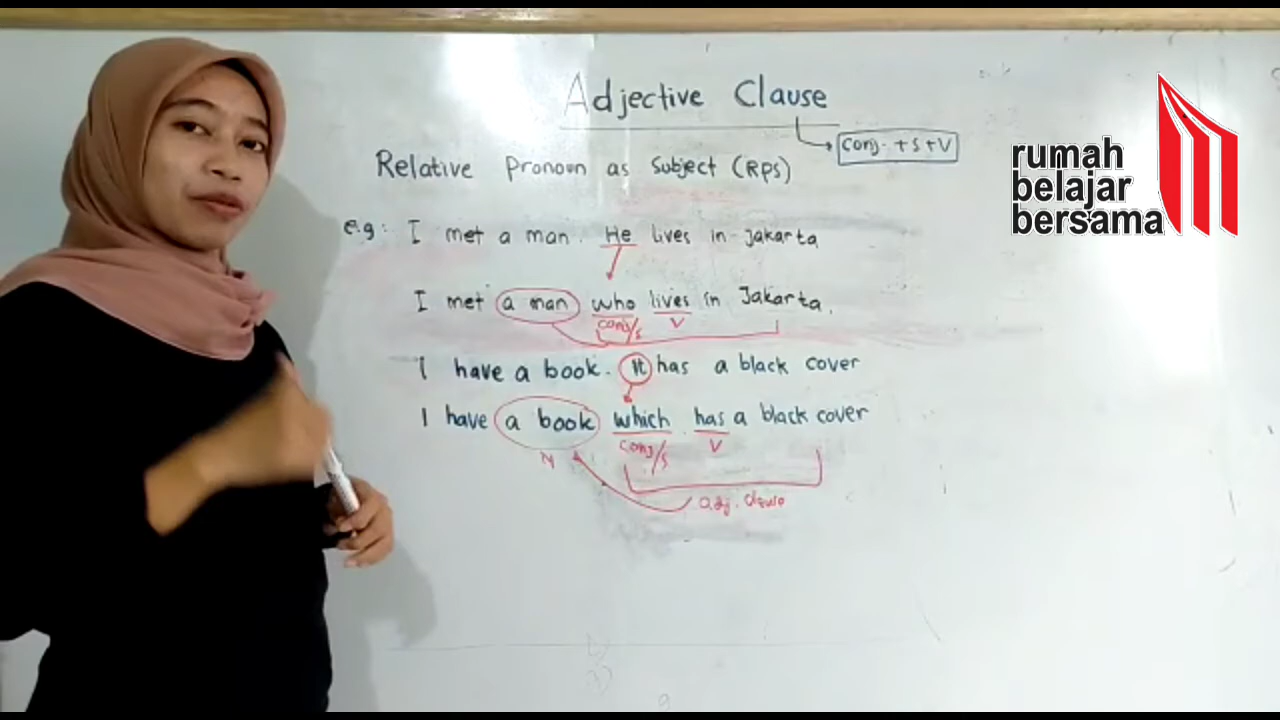 Adjective Clause
conj. + S + V
Relative Pronoun as Subject (RPS)
e.g: I met a man. He lives in Jakarta
I met a man who lives in Jakarta.
conj/s V
I have a book. It has a black cover
I have a book which has a black cover
conj/s V
N
adj. clause
rumah
belajar
bersama